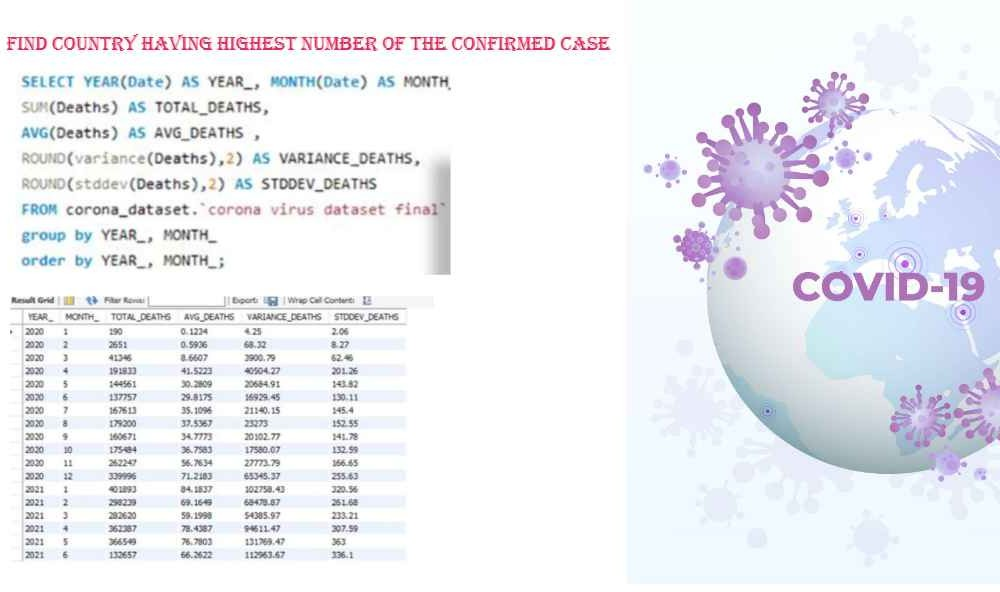 FIND COUNTRY HAVING HIGHEST NUMBER OF THE CONFIRMED CASE
SELECT YEAR(Date) AS YEAR_, MONTH(Date) AS MONTH_
SUM(Deaths) AS TOTAL_DEATHS,
AVG(Deaths) AS AVG_DEATHS ,
ROUND(variance(Deaths),2) AS VARIANCE_DEATHS,
ROUND(stddev(Deaths),2) AS STDDEV_DEATHS
FROM corona_dataset.`corona virus dataset final`
group by YEAR_, MONTH_
order by YEAR_, MONTH_;
Result Grid Filter Rows: Export: Wrap Cell Content:
YEAR_ MONTH_ TOTAL_DEATHS AVG_DEATHS VARIANCE_DEATHS STDDEV_DEATHS
2020 1 190 0.1234 4.25 2.06
2020 2 2651 0.5936 68.32 8.27
2020 3 41346 8.6607 3900.79 62.46
2020 4 191833 41.5223 40504.27 201.26
2020 5 144561 30.2809 20684.91 143.82
2020 6 137757 29.8175 16929.45 130.11
2020 7 167613 35.1096 21140.15 145.4
2020 8 179200 37.5367 23273 152.55
2020 9 160671 34.7773 20102.77 141.78
2020 10 175484 36.7583 17580.07 132.59
2020 11 262247 56.7634 27773.79 166.65
2020 12 339996 71.2183 65345.37 255.63
2021 1 401893 84.1837 102758.43 320.56
2021 2 298239 69.1649 68478.87 261.68
2021 3 282620 59.1998 54385.97 233.21
2021 4 362387 78.4387 94611.47 307.59
2021 5 366549 76.7803 131769.47 363
2021 6 132657 66.2622 112963.67 336.1
COVID-19